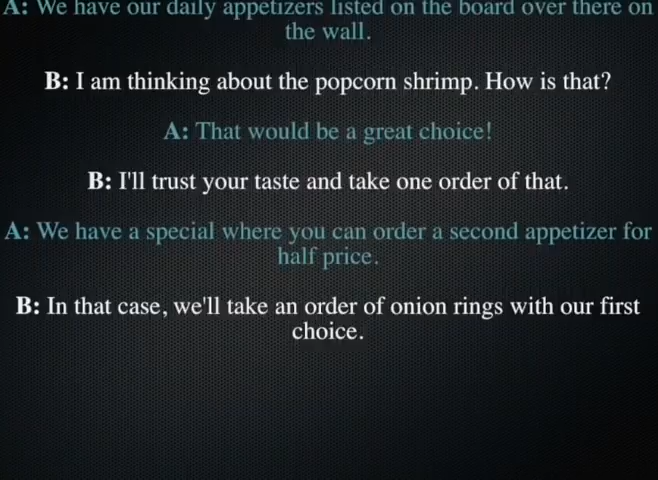 A: We have our daily appetizers listed on the board over there on
the wall.
B: I am thinking about the popcorn shrimp. How is that?
A: That would be a great choice!
B: I'll trust your taste and take one order of that.
A: We have a special where you can order a second appetizer for
half price.
B: In that case, we'll take an order of onion rings with our first
choice.